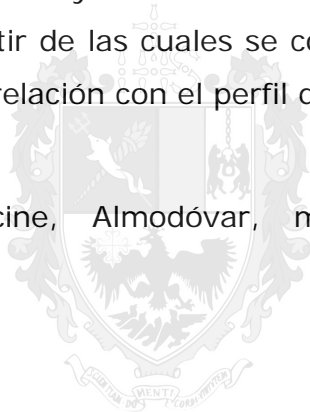 tir de las cuales se co
relación con el perfil d
cine, Almodóvar, m